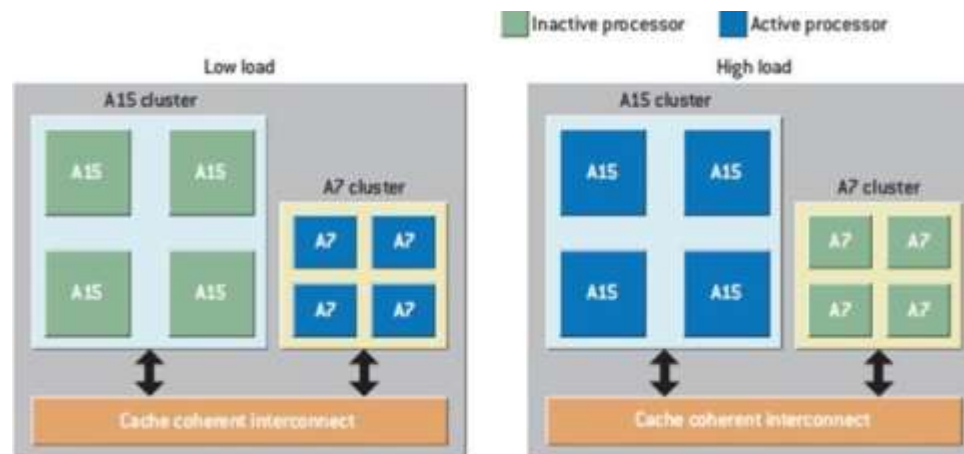 Inactive processor
Active processor
Low load
A15 cluster
A15 A15
A7 cluster
A7 A7
A15 A15
A7 A7
Cache coherent interconnect
High load
A15 cluster
A15 A15
A7 cluster
A7 A7
A15 A15
A7 A7
Cache coherent interconnect